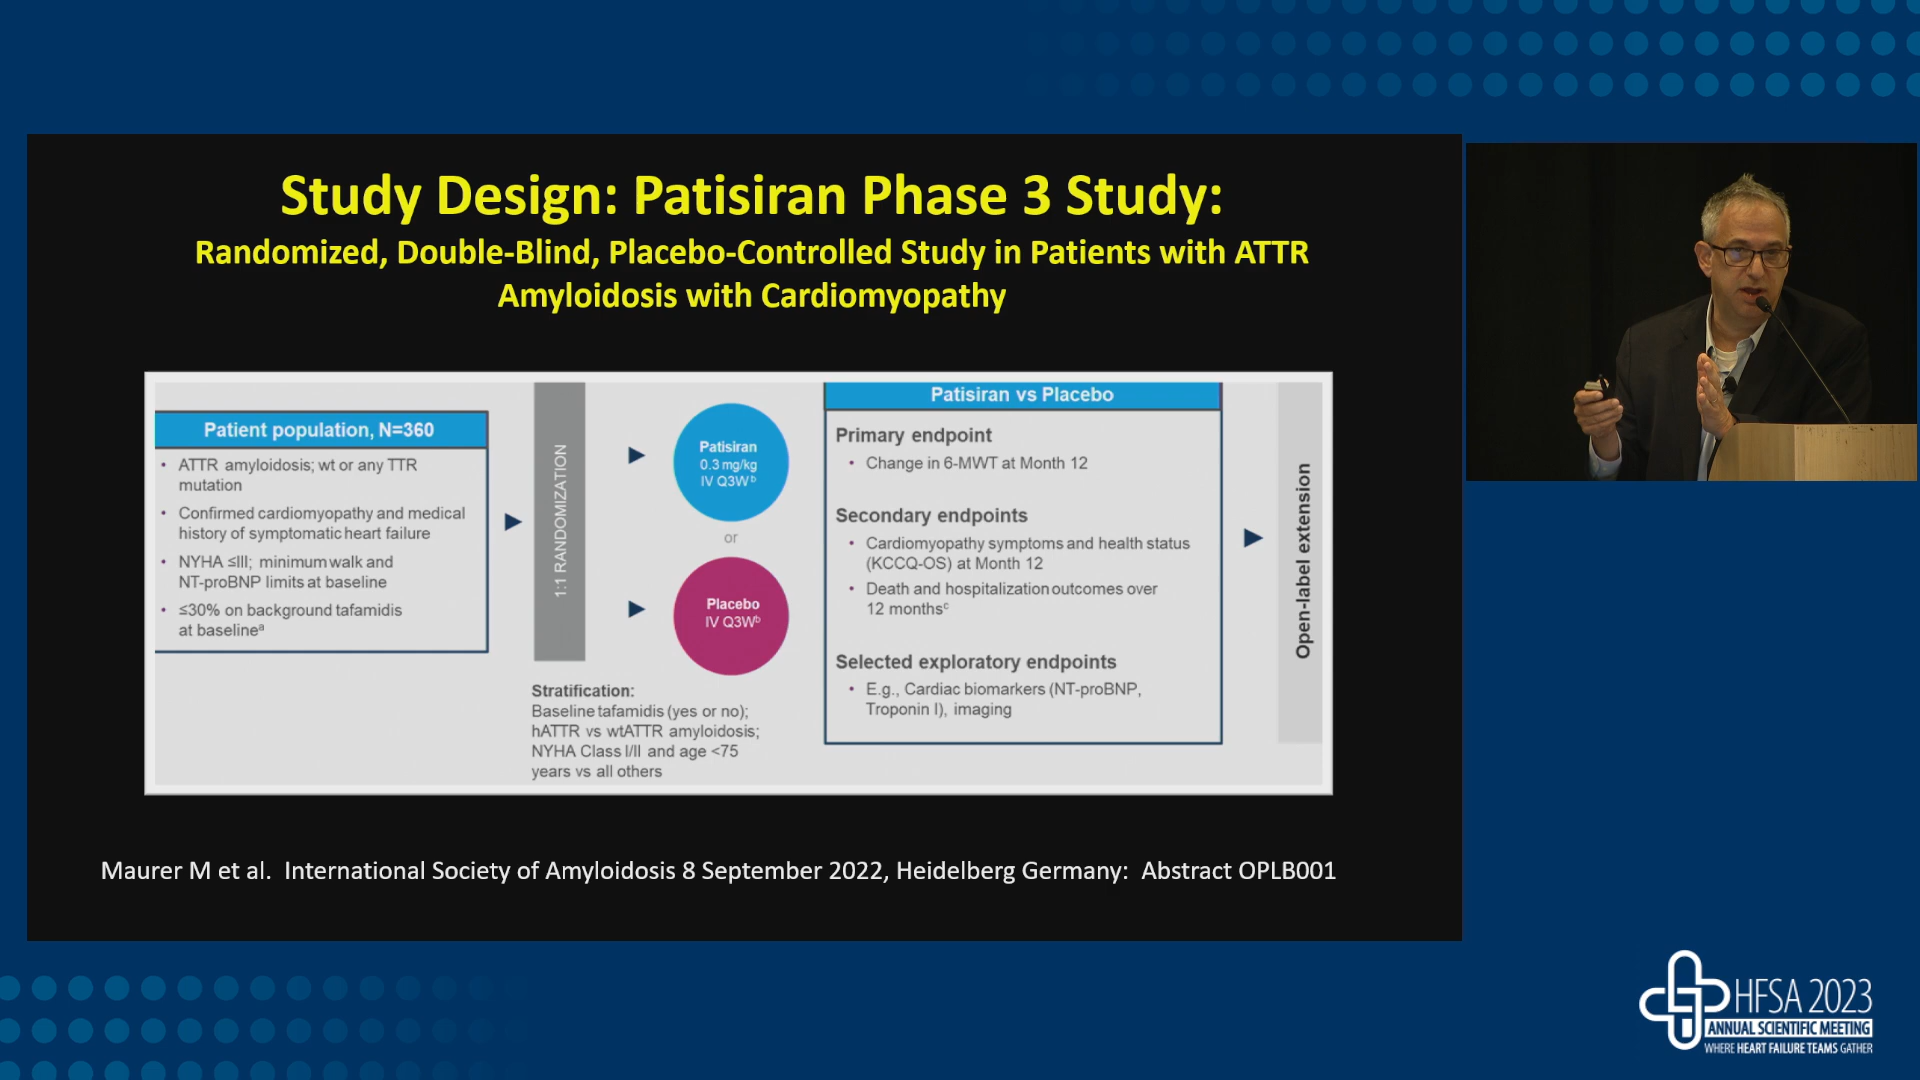 Study Design: Patisiran Phase 3 Study:
Randomized, Double-Blind, Placebo-Controlled Study in Patients with ATTR
Amyloidosis with Cardiomyopathy
Patient population, N=360
• ATTR amyloidosis; wt or any TTR
mutation
• Confirmed cardiomyopathy and medical
history of symptomatic heart failure
• NYHA ≤III; minimum walk and
NT-proBNP limits at baseline
• ≤30% on background tafamidis
at baselineᵃ
1:1 RANDOMIZATION
Patisiran
0.3 mg/kg
IV Q3Wᵇ
or
Placebo
IV Q3Wᵇ
Stratification:
Baseline tafamidis (yes or no);
hATTR vs wtATTR amyloidosis;
NYHA Class I/II and age <75
years vs all others
Patisiran vs Placebo
Primary endpoint
• Change in 6-MWT at Month 12
Secondary endpoints
• Cardiomyopathy symptoms and health status
(KCCQ-OS) at Month 12
• Death and hospitalization outcomes over
12 monthsᶜ
Selected exploratory endpoints
• E.g., Cardiac biomarkers (NT-proBNP,
Troponin I), imaging
Open-label extension
Maurer M et al. International Society of Amyloidosis 8 September 2022, Heidelberg Germany: Abstract OPLB001
HFSA 2023
ANNUAL SCIENTIFIC MEETING
WHERE HEART FAILURE TEAMS GATHER